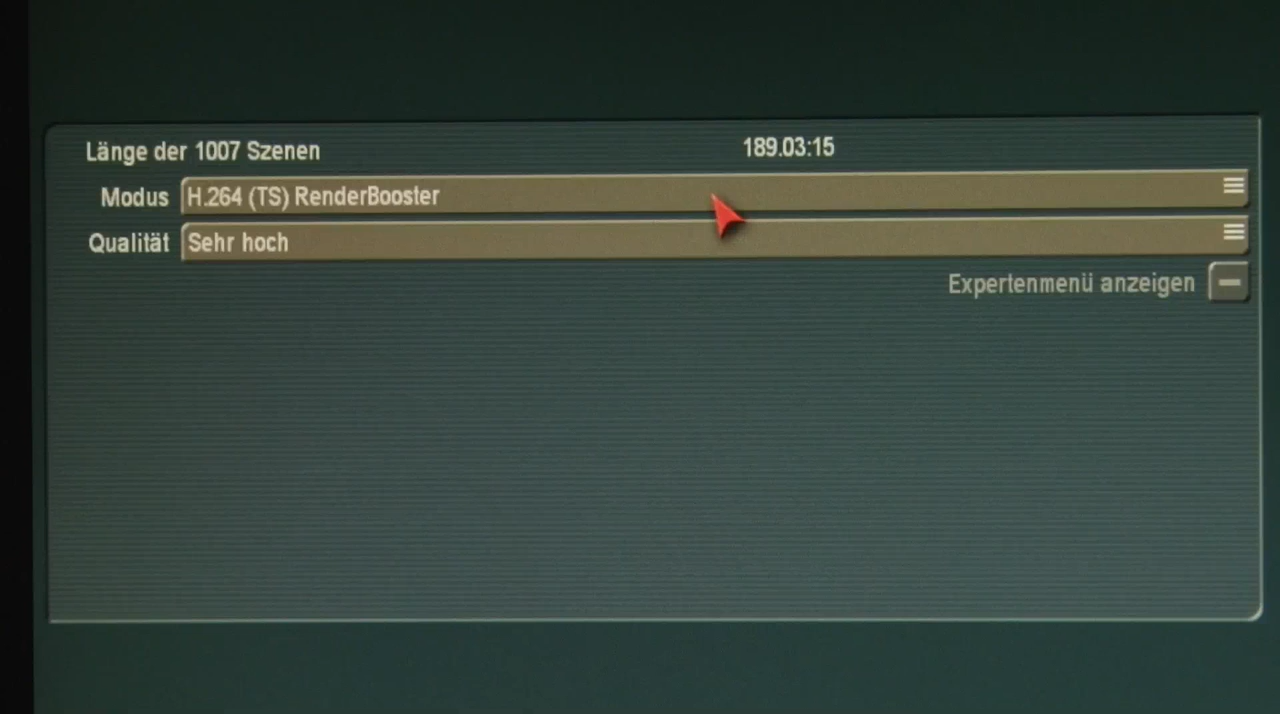 Länge der 1007 Szenen 189.03:15
Modus H.264 (TS) RenderBooster
Qualität Sehr hoch
Expertenmenü anzeigen